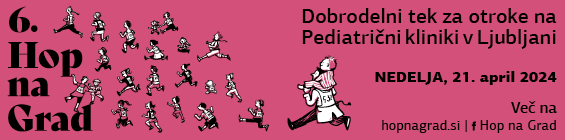 6.
Hop
na
Grad
Dobrodelni tek za otroke na
Pediatrični kliniki v Ljubljani
NEDELJA, 21. april 2024
Več na
hopnagrad.si | f Hop na Grad